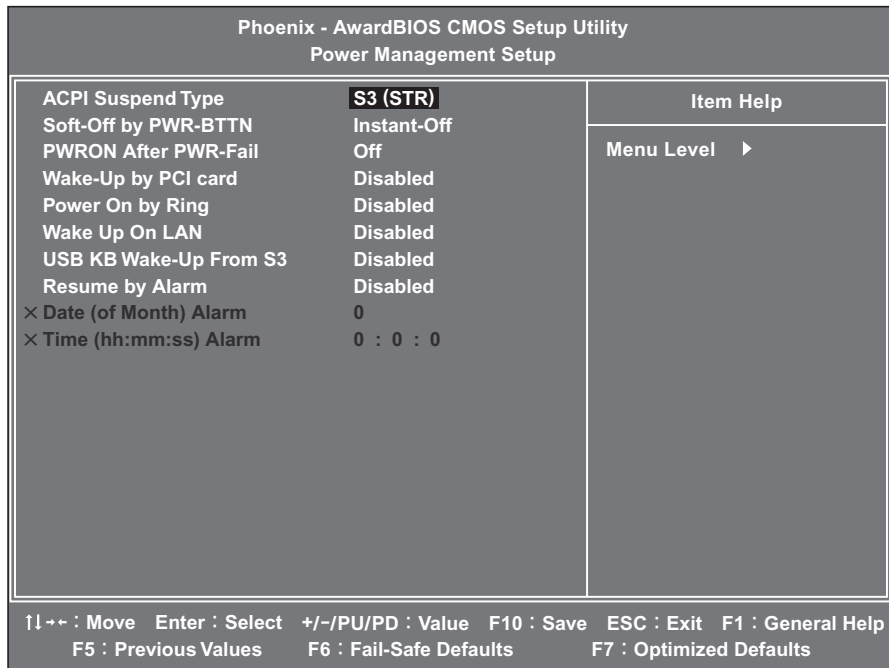 Phoenix - AwardBIOS CMOS Setup Utility
Power Management Setup
ACPI Suspend Type S3 (STR)
Soft-Off by PWR-BTTN Instant-Off
PWRON After PWR-Fail Off
Wake-Up by PCI card Disabled
Power On by Ring Disabled
Wake Up On LAN Disabled
USB KB Wake-Up From S3 Disabled
Resume by Alarm Disabled
× Date (of Month) Alarm 0
× Time (hh:mm:ss) Alarm 0 : 0 : 0
Item Help
Menu Level ▶
↑↓→← : Move Enter : Select +/-/PU/PD : Value F10 : Save ESC : Exit F1 : General Help
F5 : Previous Values F6 : Fail-Safe Defaults F7 : Optimized Defaults